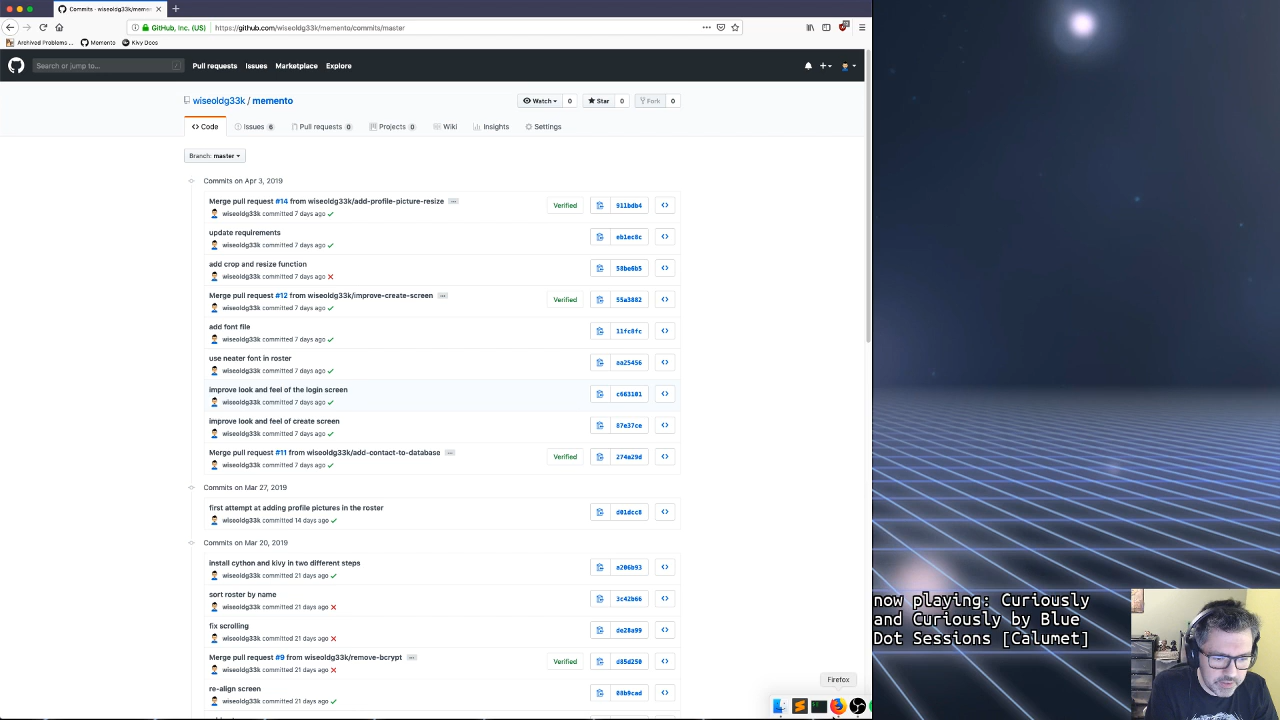 Commits · wiseoldg33k/memento
GitHub, Inc. (US) https://github.com/wiseoldg33k/memento/commits/master
Archived Problems ... Memento Kivy Docs
Search or jump to... / Pull requests Issues Marketplace Explore
wiseoldg33k / memento Watch 0 Star 0 Fork 0
Code Issues 6 Pull requests 0 Projects 0 Wiki Insights Settings
Branch: master
Commits on Apr 3, 2019
Merge pull request #14 from wiseoldg33k/add-profile-picture-resize ... Verified 911bdb4
wiseoldg33k committed 7 days ago
update requirements eb1ec8c
wiseoldg33k committed 7 days ago
add crop and resize function 58be6b5
wiseoldg33k committed 7 days ago
Merge pull request #12 from wiseoldg33k/improve-create-screen ... Verified 55a3882
wiseoldg33k committed 7 days ago
add font file 11fc8fc
wiseoldg33k committed 7 days ago
use neater font in roster aa25456
wiseoldg33k committed 7 days ago
improve look and feel of the login screen c663101
wiseoldg33k committed 7 days ago
improve look and feel of create screen 87e37ce
wiseoldg33k committed 7 days ago
Merge pull request #11 from wiseoldg33k/add-contact-to-database ... Verified 274a29d
wiseoldg33k committed 7 days ago
Commits on Mar 27, 2019
first attempt at adding profile pictures in the roster d01dcc8
wiseoldg33k committed 14 days ago
Commits on Mar 20, 2019
install cython and kivy in two different steps a206b93
wiseoldg33k committed 21 days ago
sort roster by name 3c42b66
wiseoldg33k committed 21 days ago
fix scrolling de28a99
wiseoldg33k committed 21 days ago
Merge pull request #9 from wiseoldg33k/remove-bcrypt ... Verified d85d250
wiseoldg33k committed 21 days ago
re-align screen 08b9cad
wiseoldg33k committed 21 days ago
Firefox
now playing: Curiously
and Curiously by Blue
Dot Sessions [Calumet]